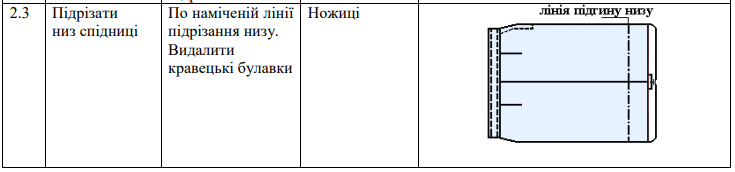 2.3
Підрізати
низ спідниці
По наміченій лінії
підрізання низу.
Видалити
кравецькі булавки
Ножиці
лінія підгину низу